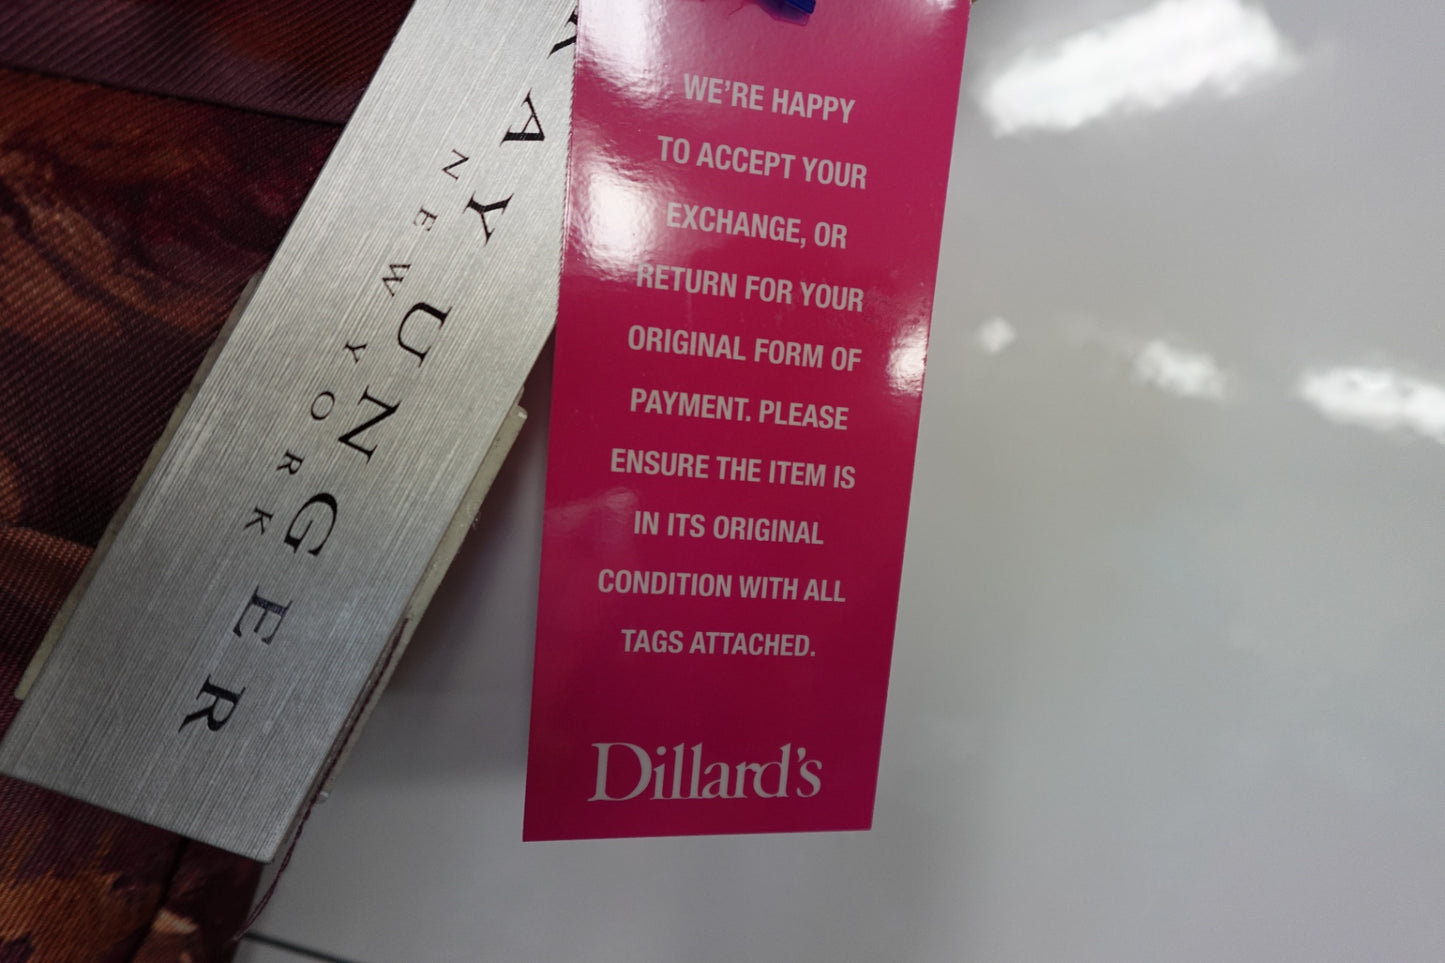 KAY UNGER
NEW YORK
WE'RE HAPPY
TO ACCEPT YOUR
EXCHANGE, OR
RETURN FOR YOUR
ORIGINAL FORM OF
PAYMENT. PLEASE
ENSURE THE ITEM IS
IN ITS ORIGINAL
CONDITION WITH ALL
TAGS ATTACHED.
Dillard's